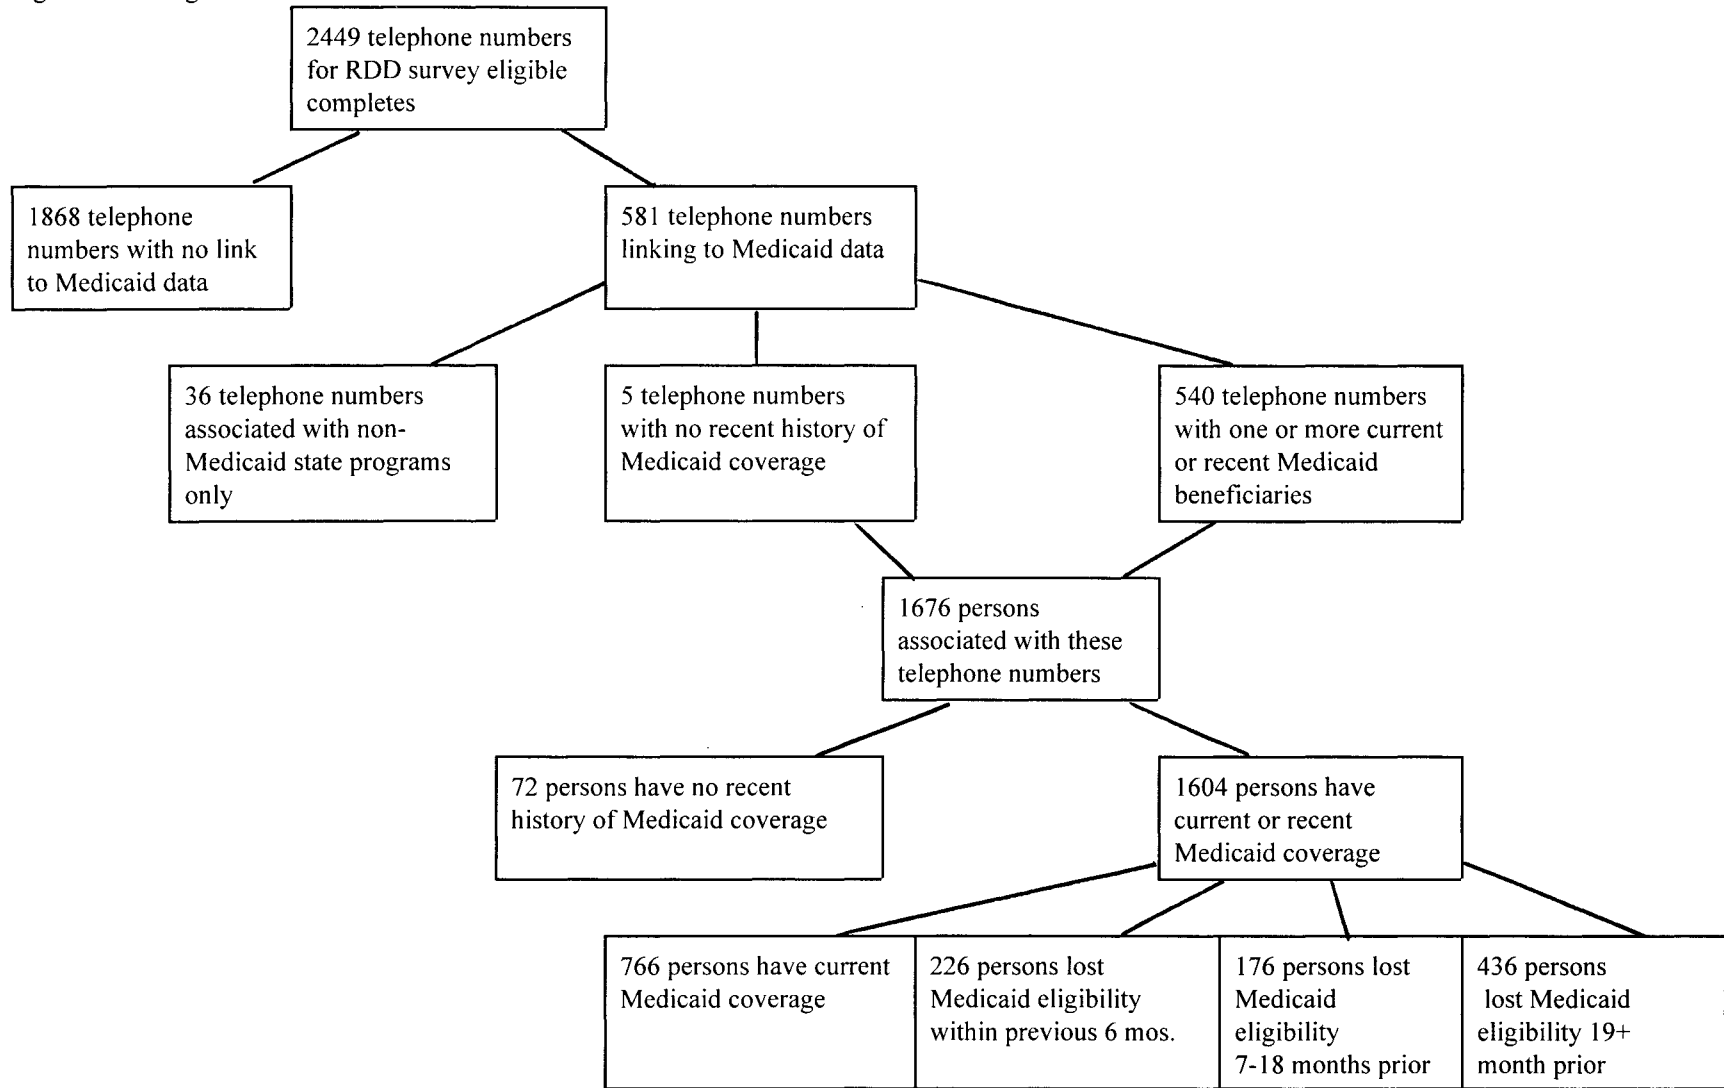 2449 telephone numbers
for RDD survey eligible
completes
1868 telephone
numbers with no link
to Medicaid data
581 telephone numbers
linking to Medicaid data
36 telephone numbers
associated with non-
Medicaid state programs
only
5 telephone numbers
with no recent history of
Medicaid coverage
540 telephone numbers
with one or more current
or recent Medicaid
beneficiaries
1676 persons
associated with these
telephone numbers
72 persons have no recent
history of Medicaid coverage
1604 persons have
current or recent
Medicaid coverage
766 persons have current
Medicaid coverage
226 persons lost
Medicaid eligibility
within previous 6 mos.
176 persons lost
Medicaid
eligibility
7-18 months prior
436 persons
lost Medicaid
eligibility 19+
month prior